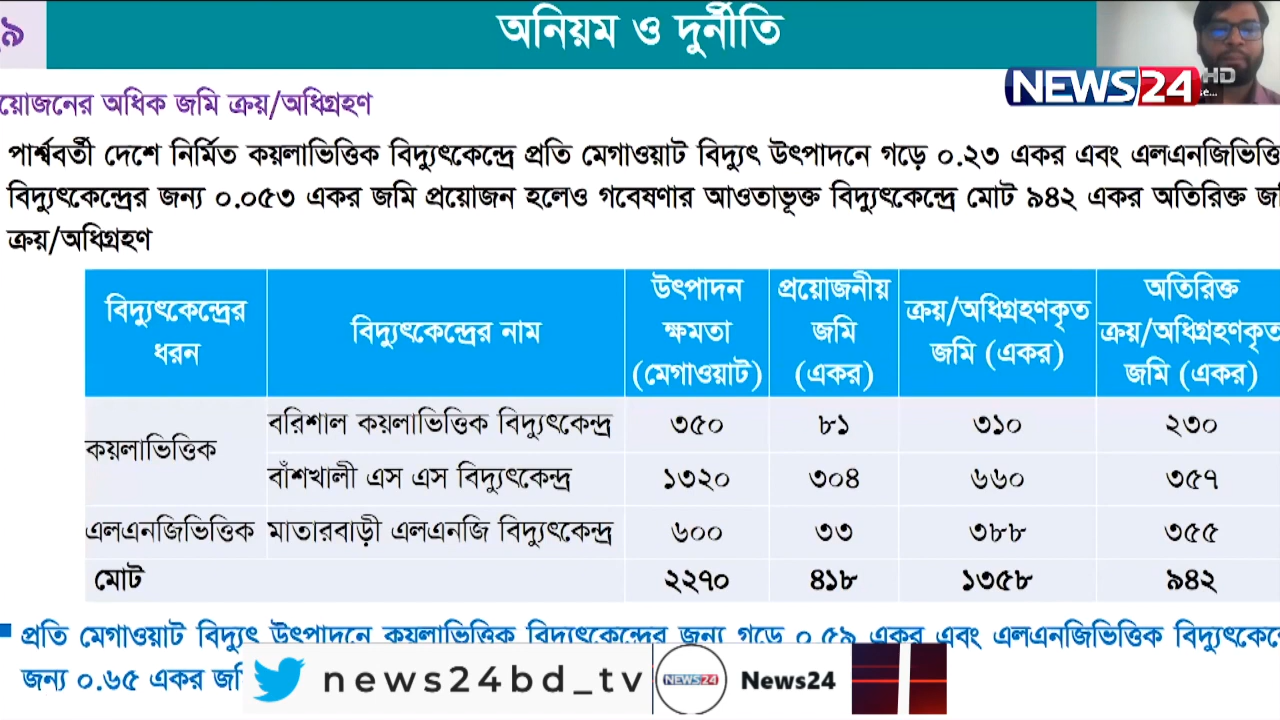 অনিয়ম ও দুর্নীতি
NEWS24 HD
অধিক জমি ক্রয়/অধিগ্রহণ
পার্শ্ববর্তী দেশে নির্মিত কয়লাভিত্তিক বিদ্যুৎকেন্দ্রে প্রতি মেগাওয়াট বিদ্যুৎ উৎপাদনে গড়ে ০.২৩ একর এবং
বিদ্যুৎকেন্দ্রের জন্য ০.০৫৩ একর জমি প্রয়োজন হলেও গবেষণার আওতাভূক্ত বিদ্যুৎকেন্দ্রে মোট ৯৪২ একর অতিরিক্ত
ক্রয়/অধিগ্রহণ
বিদ্যুৎকেন্দ্রের ধরন বিদ্যুৎকেন্দ্রের নাম উৎপাদন ক্ষমতা (মেগাওয়াট) প্রয়োজনীয় জমি (একর) ক্রয়/অধিগ্রহণকৃত জমি (একর) অতিরিক্ত ক্রয়/অধিগ্রহণকৃত জমি (একর)
কয়লাভিত্তিক বরিশাল কয়লাভিত্তিক বিদ্যুৎকেন্দ্র ৩৫০ ৮১ ৩১০ ২৩০
বাঁশখালী এস এস বিদ্যুৎকেন্দ্র ১৩২০ ৩০৪ ৬৬০ ৩৫৭
এলএনজিভিত্তিক মাতারবাড়ী এলএনজি বিদ্যুৎকেন্দ্র ৬০০ ৩৩ ৩৮৮ ৩৫৫
মোট ২২৭০ ৪১৮ ১৩৫৮ ৯৪২
প্রতি মেগাওয়াট বিদ্যুৎ উৎপাদনে কয়লাভিত্তিক বিদ্যুৎকেন্দ্রের জন্য গড়ে ০.৫৯ একর এবং এলএনজিভিত্তিক
জন্য ০.৬৫ একর
news24bd_tv NEWS24 News24